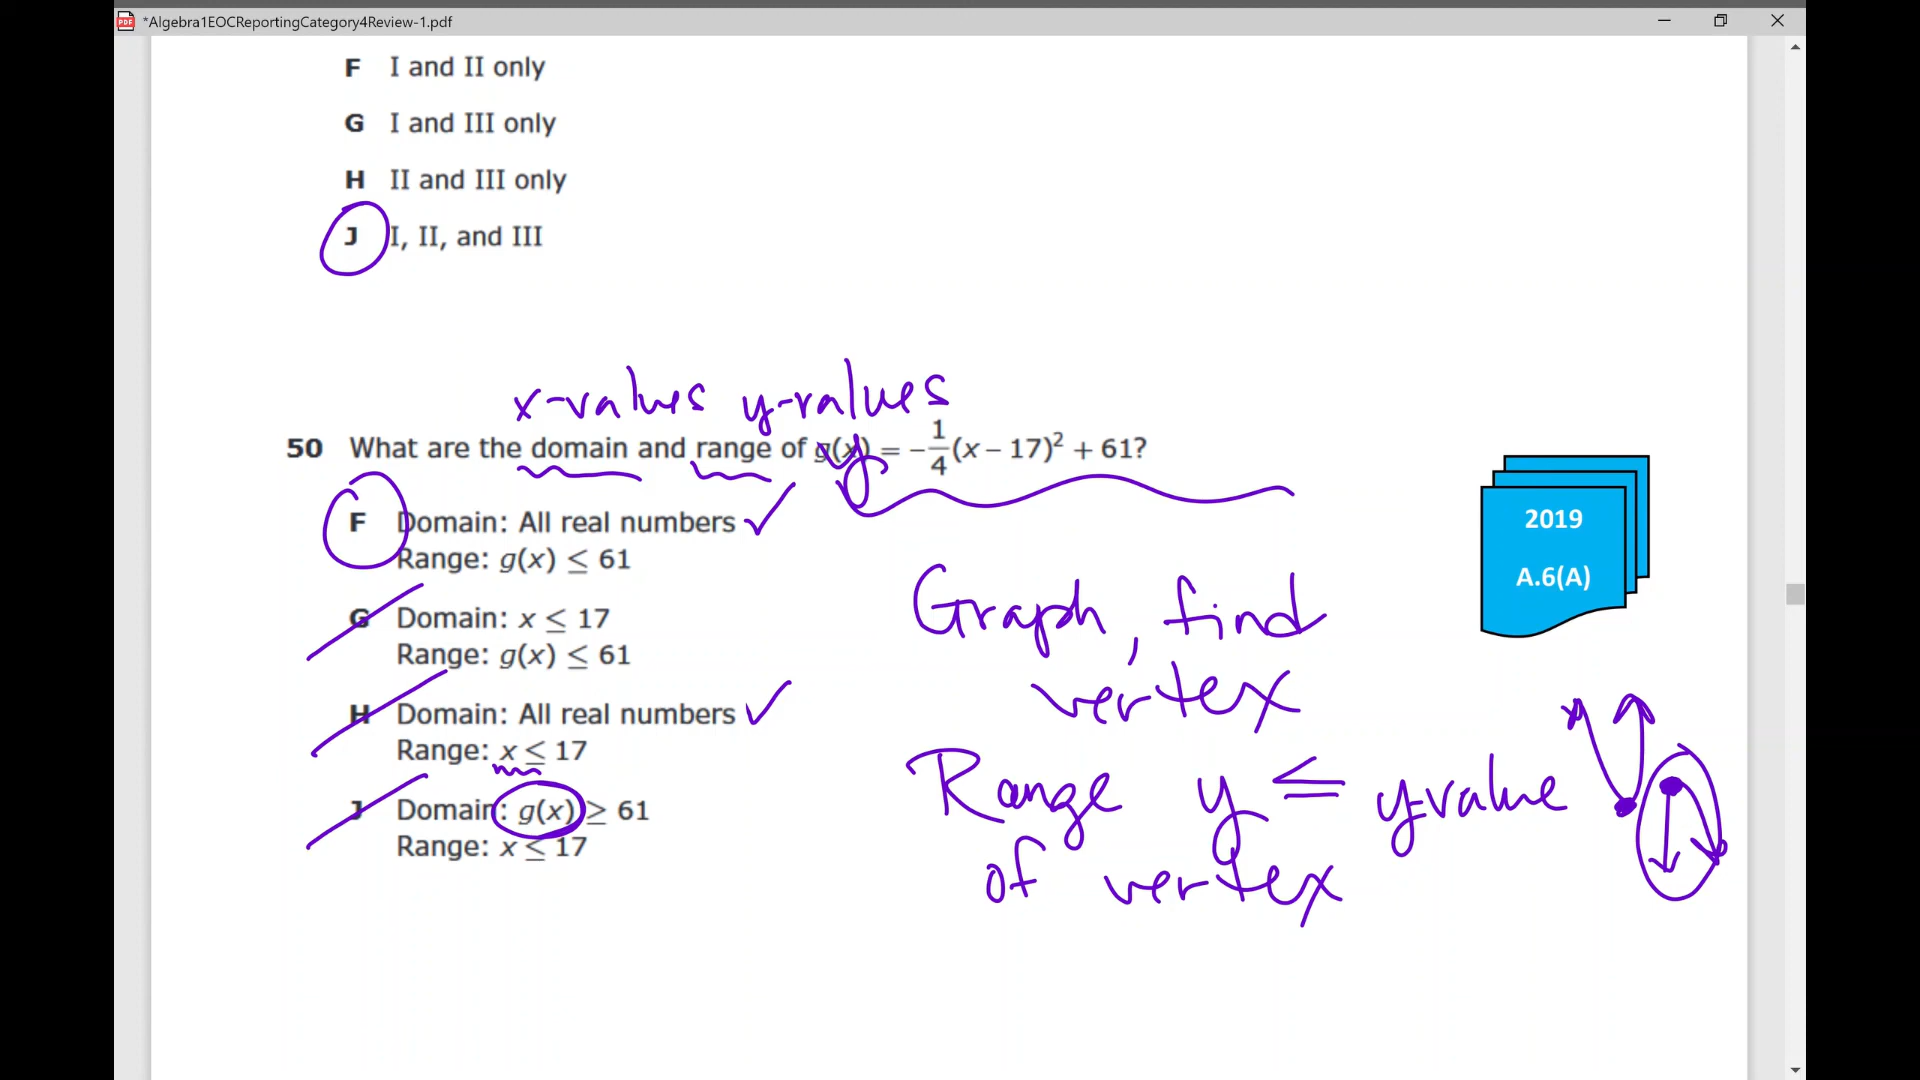 *Algebra1EOCReportingCategory4Review-1.pdf
F I and II only
G I and III only
H II and III only
J I, II, and III
x-values y-values
50 What are the domain and range of g(x) = -1/4(x - 17)² + 61?
y
F Domain: All real numbers ✓
Range: g(x) ≤ 61
G Domain: x ≤ 17
Range: g(x) ≤ 61
H Domain: All real numbers ✓
Range: x ≤ 17
J Domain: g(x) ≥ 61
Range: x ≤ 17
Graph, find
vertex
Range y ≤ y-value
of vertex
2019
A.6(A)